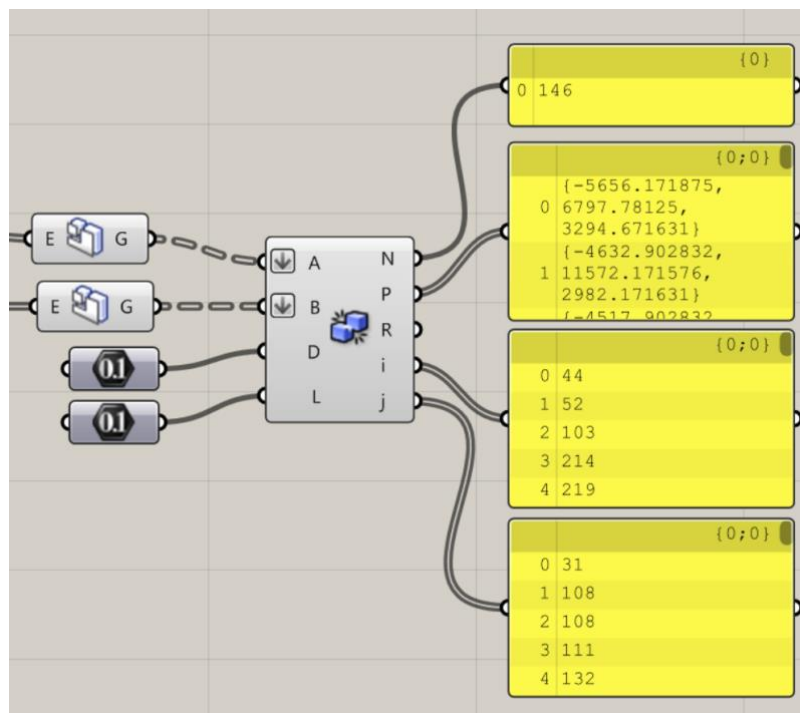 {0}
0 146
{0;0}
{-5656.171875,
0 6797.78125,
3294.671631}
{-4632.902832,
1 11572.171576,
2982.171631}
{-4517.902832
E G
A
N
P
E G
B
R
D
i
0.1
L
j
0.1
{0;0}
0 44
1 52
2 103
3 214
4 219
{0;0}
0 31
1 108
2 108
3 111
4 132